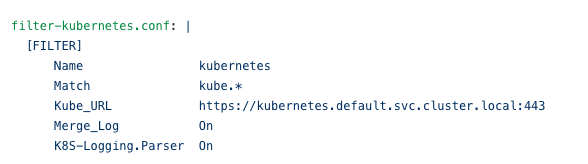 filter-kubernetes.conf: |
[FILTER]
Name kubernetes
Match kube.*
Kube_URL https://kubernetes.default.svc.cluster.local:443
Merge_Log On
K8S-Logging.Parser On